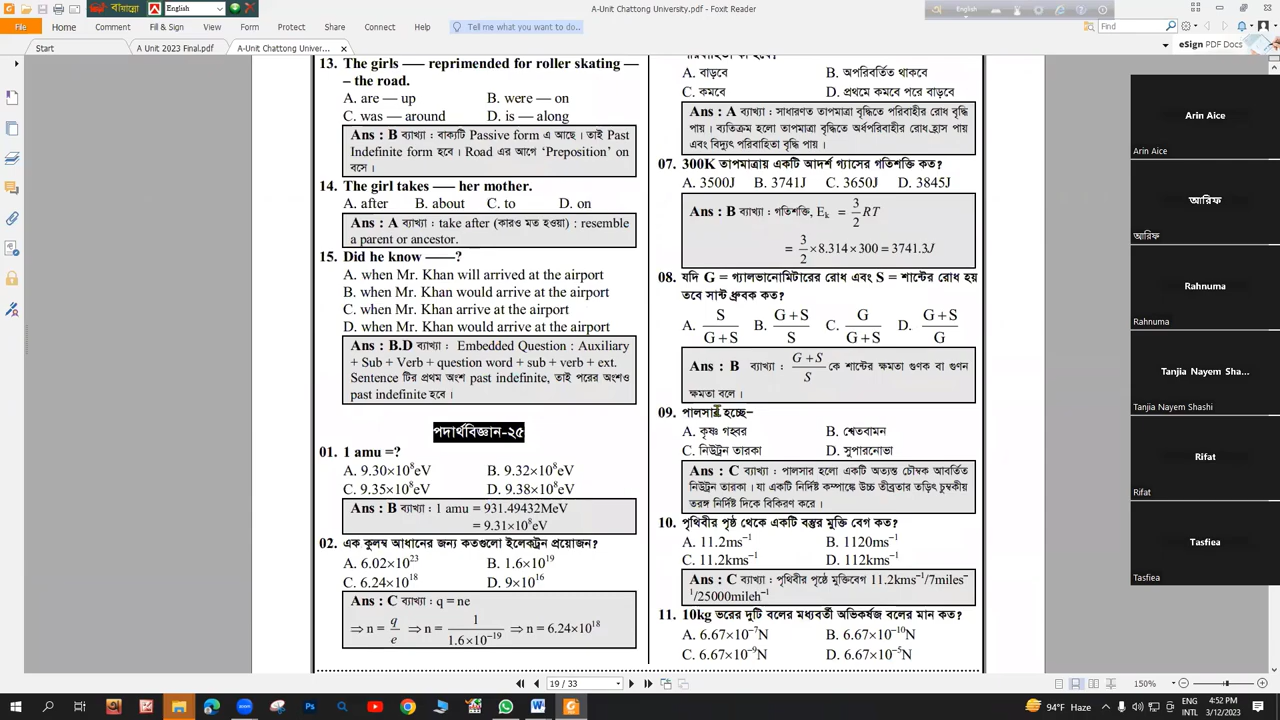 A-Unit Chattong University.pdf - Foxit Reader
বায়ান্নো
English
English
File
Home
Comment
Fill & Sign
View
Form
Protect
Share
Connect
Help
Tell me what you want to do..
Find
Start
A Unit 2023 Final.pdf
A-Unit Chattong Univer...
eSign PDF Docs
13. The girls —— reprimended for roller skating —
– the road.
A. are — up B. were — on
C. was — around D. is — along
Ans : B ব্যাখ্যা : বাক্যটি Passive form এ আছে। তাই Past
Indefinite form হবে। Road এর আগে ‘Preposition’ on
বসে।
14. The girl takes —– her mother.
A. after B. about C. to D. on
Ans : A ব্যাখ্যা : take after (কারও মত হওয়া) : resemble
a parent or ancestor.
15. Did he know ——–?
A. when Mr. Khan will arrived at the airport
B. when Mr. Khan would arrive at the airport
C. when Mr. Khan arrive at the airport
D. when Mr. Khan would arrive at the airport
Ans : B.D ব্যাখ্যা : Embedded Question : Auxiliary
+ Sub + Verb + question word + sub + verb + ext.
Sentence টির প্রথম অংশ past indefinite, তাই পরের অংশও
past indefinite হবে।
পদার্থবিজ্ঞান-২৫
01. 1 amu =?
A. 9.30×10⁸eV B. 9.32×10⁸eV
C. 9.35×10⁸eV D. 9.38×10⁸eV
Ans : B ব্যাখ্যা : 1 amu = 931.49432MeV
= 9.31×10⁸eV
02. এক কুলম্ব আধানের জন্য কতগুলো ইলেকট্রন প্রয়োজন?
A. 6.02×10²³ B. 1.6×10¹⁹
C. 6.24×10¹⁸ D. 9×10¹⁶
Ans : C ব্যাখ্যা : q = ne
⇒ n = q/e ⇒ n = 1/1.6×10⁻¹⁹ ⇒ n = 6.24×10¹⁸
A. বাড়বে B. অপরিবর্তিত থাকবে
C. কমবে D. প্রথমে কমবে পরে বাড়বে
Ans : A ব্যাখ্যা : সাধারণত তাপমাত্রা বৃদ্ধিতে পরিবাহীর রোধ বৃদ্ধি
পায়। ব্যতিক্রম হলো তাপমাত্রা বৃদ্ধিতে অর্ধপরিবাহীর রোধ হ্রাস পায়
এবং বিদ্যুৎ পরিবাহিতা বৃদ্ধি পায়।
07. 300K তাপমাত্রায় একটি আদর্শ গ্যাসের গতিশক্তি কত?
A. 3500J B. 3741J C. 3650J D. 3845J
Ans : B ব্যাখ্যা : গতিশক্তি, Eₖ = 3/2 RT
= 3/2 ×8.314×300 = 3741.3J
08. যদি G = গ্যালভানোমিটারের রোধ এবং S = শান্টের রোধ হয়
তবে সান্ট ধ্রুবক কত?
A. S/G+S B. G+S/S C. G/G+S D. G+S/G
Ans : B ব্যাখ্যা : G+S/S কে শান্টের ক্ষমতা গুণক বা গুণন
ক্ষমতা বলে।
09. পালসার হচ্ছে–
A. কৃষ্ণ গহ্বর B. শ্বেতবামন
C. নিউট্রন তারকা D. সুপারনোভা
Ans : C ব্যাখ্যা : পালসার হলো একটি অত্যন্ত চৌম্বক আবর্তিত
নিউট্রন তারকা। যা একটি নির্দিষ্ট কম্পাঙ্কে উচ্চ তীব্রতার তড়িৎ চুম্বকীয়
তরঙ্গ নির্দিষ্ট দিকে বিকিরণ করে।
10. পৃথিবীর পৃষ্ঠ থেকে একটি বস্তুর মুক্তি বেগ কত?
A. 11.2ms⁻¹ B. 1120ms⁻¹
C. 11.2kms⁻¹ D. 112kms⁻¹
Ans : C ব্যাখ্যা : পৃথিবীর পৃষ্ঠে মুক্তিবেগ 11.2kms⁻¹/7miles⁻
¹/25000mileh⁻¹
11. 10kg ভরের দুটি বলের মধ্যবর্তী অভিকর্ষজ বলের মান কত?
A. 6.67×10⁻⁷N B. 6.67×10⁻¹⁰N
C. 6.67×10⁻⁹N D. 6.67×10⁻⁵N
Arin Aice
Arin Aice
আরিফ
আরিফ
Rahnuma
Rahnuma
Tanjia Nayem Sha...
Tanjia Nayem Shashi
Rifat
Rifat
Tasfiea
Tasfiea
19 / 33
150%
94°F Haze
ENG
INTL
4:52 PM
3/12/2023